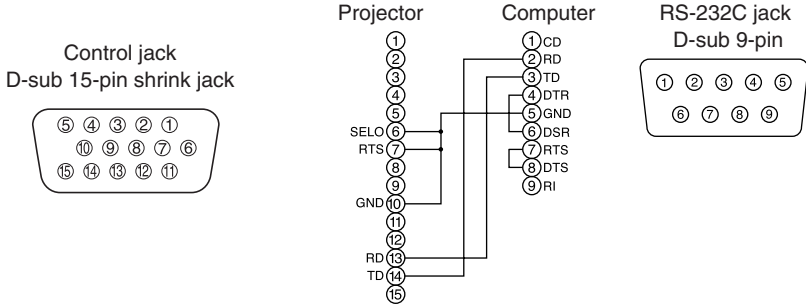 Control jack
D-sub 15-pin shrink jack
⑤ ④ ③ ② ①
⑩ ⑨ ⑧ ⑦ ⑥
⑮ ⑭ ⑬ ⑫ ⑪
Projector
①
②
③
④
⑤
SELO ⑥
RTS ⑦
⑧
⑨
GND ⑩
⑪
⑫
RD ⑬
TD ⑭
⑮
Computer
① CD
② RD
③ TD
④ DTR
⑤ GND
⑥ DSR
⑦ RTS
⑧ DTS
⑨ RI
RS-232C jack
D-sub 9-pin
① ② ③ ④ ⑤
⑥ ⑦ ⑧ ⑨